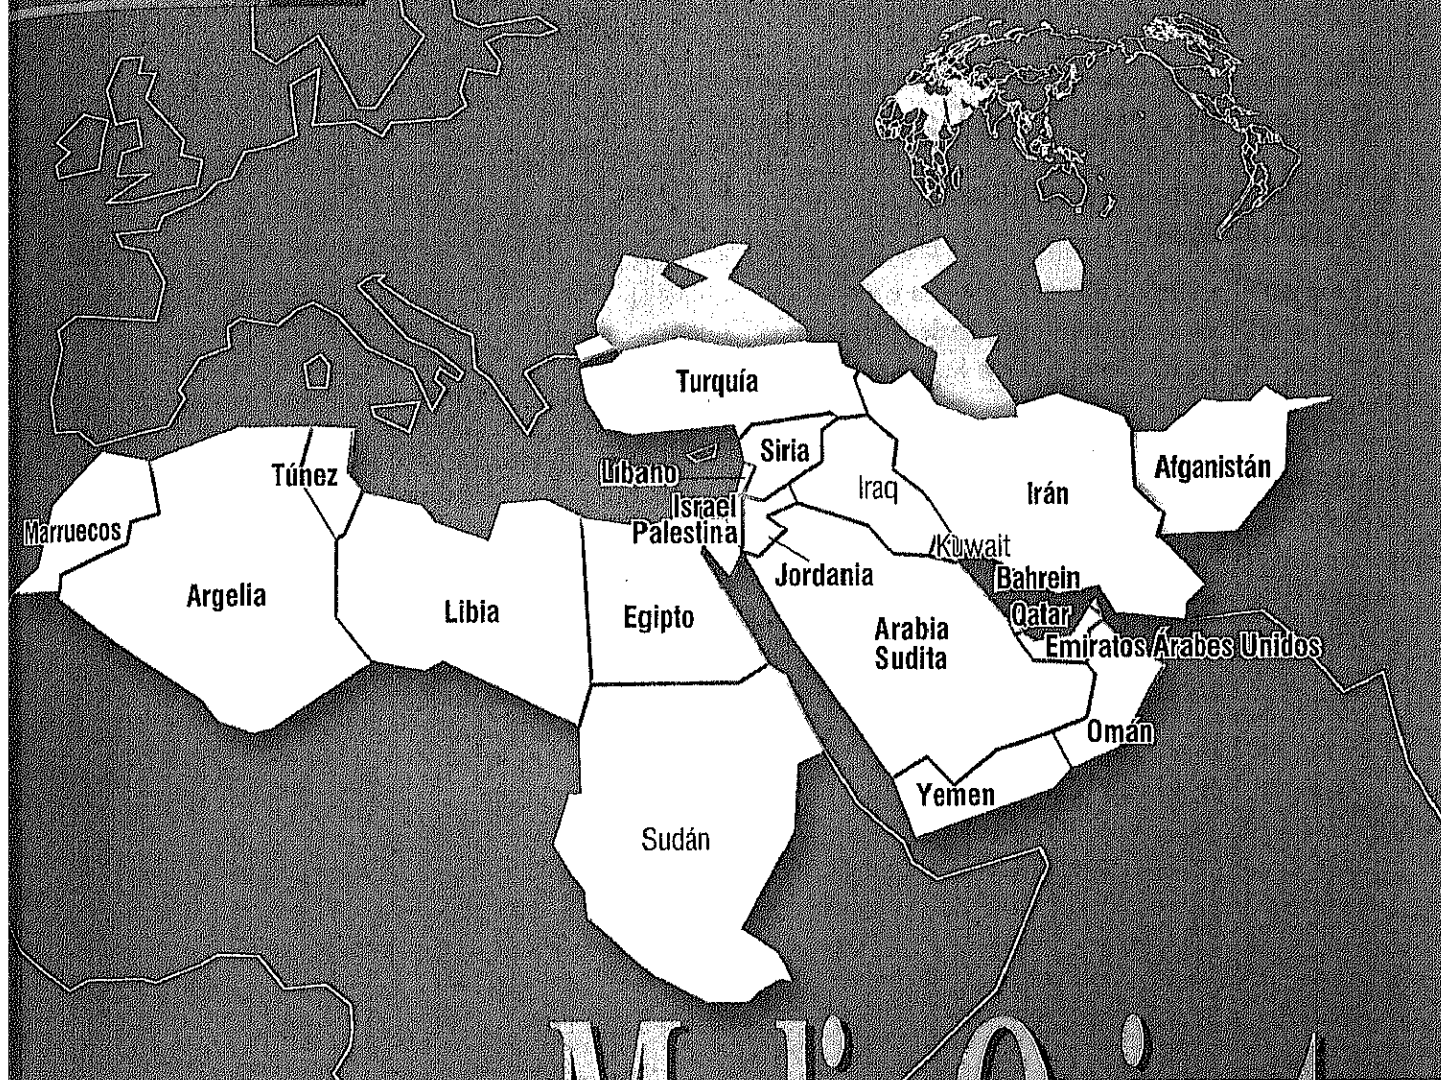 Turquía
Siria
Afganistán
Túnez
Líbano
Iraq
Irán
Israel
Palestina
Marruecos
Kuwait
Jordania
Bahrein
Argelia
Libia
Egipto
Qatar
Arabia
Sudita
Emiratos Árabes Unidos
Omán
Yemen
Sudán